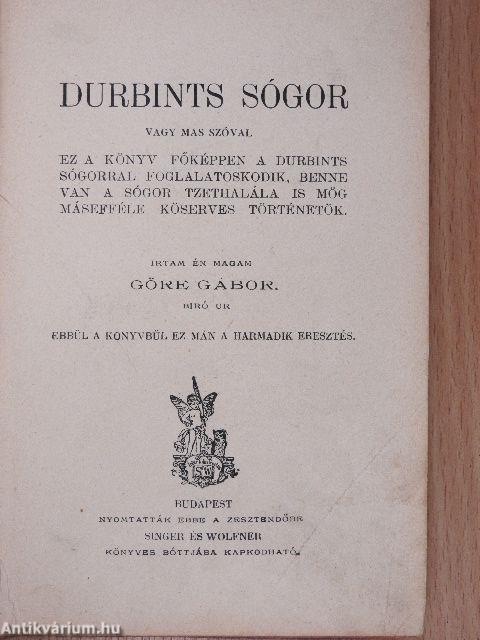 DURBINTS SÓGOR
VAGY MAS SZÓVAL
EZ A KÖNYV FŐKÉPPEN A DURBINTS
SÓGORRAL FOGLALATOSKODIK, BENNE
VAN A SÓGOR TZETHALÁLA IS MÖG
MÁSEFFÉLE KÖSERVES TÖRTÉNETÖK.
IRTAM ÉN MAGAM
GŐRE GÁBOR.
BIRÓ UR
EBBÜL A KÖNYVBŰL EZ MÁN A HARMADIK ERESZTÉS.
BUDAPEST
NYOMTATTÁK EBBE A ZESZTENDŐBE
SINGER ÉS WOLFNER
KÖNYVES BÓTTJÁBA KAPKODHATÓ.
Antikvárium.hu